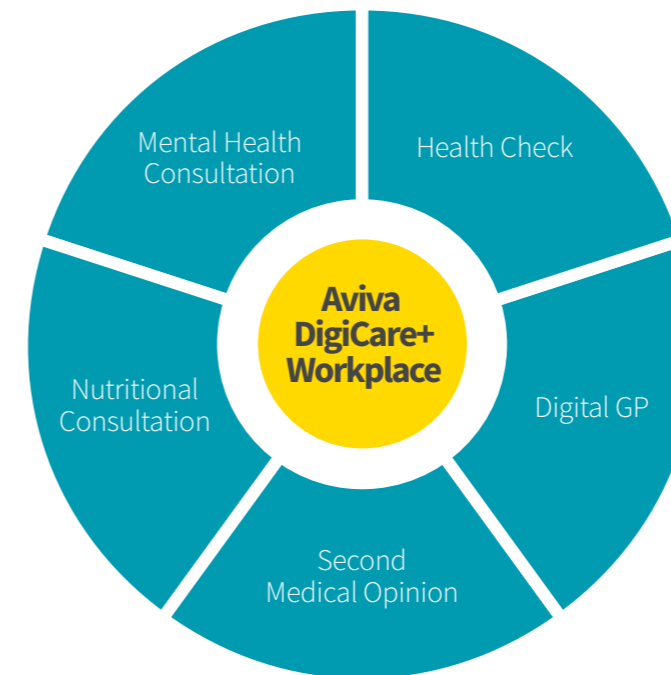 Mental Health
Consultation
Health Check
Aviva
DigiCare+
Workplace
Nutritional
Consultation
Digital GP
Second
Medical Opinion